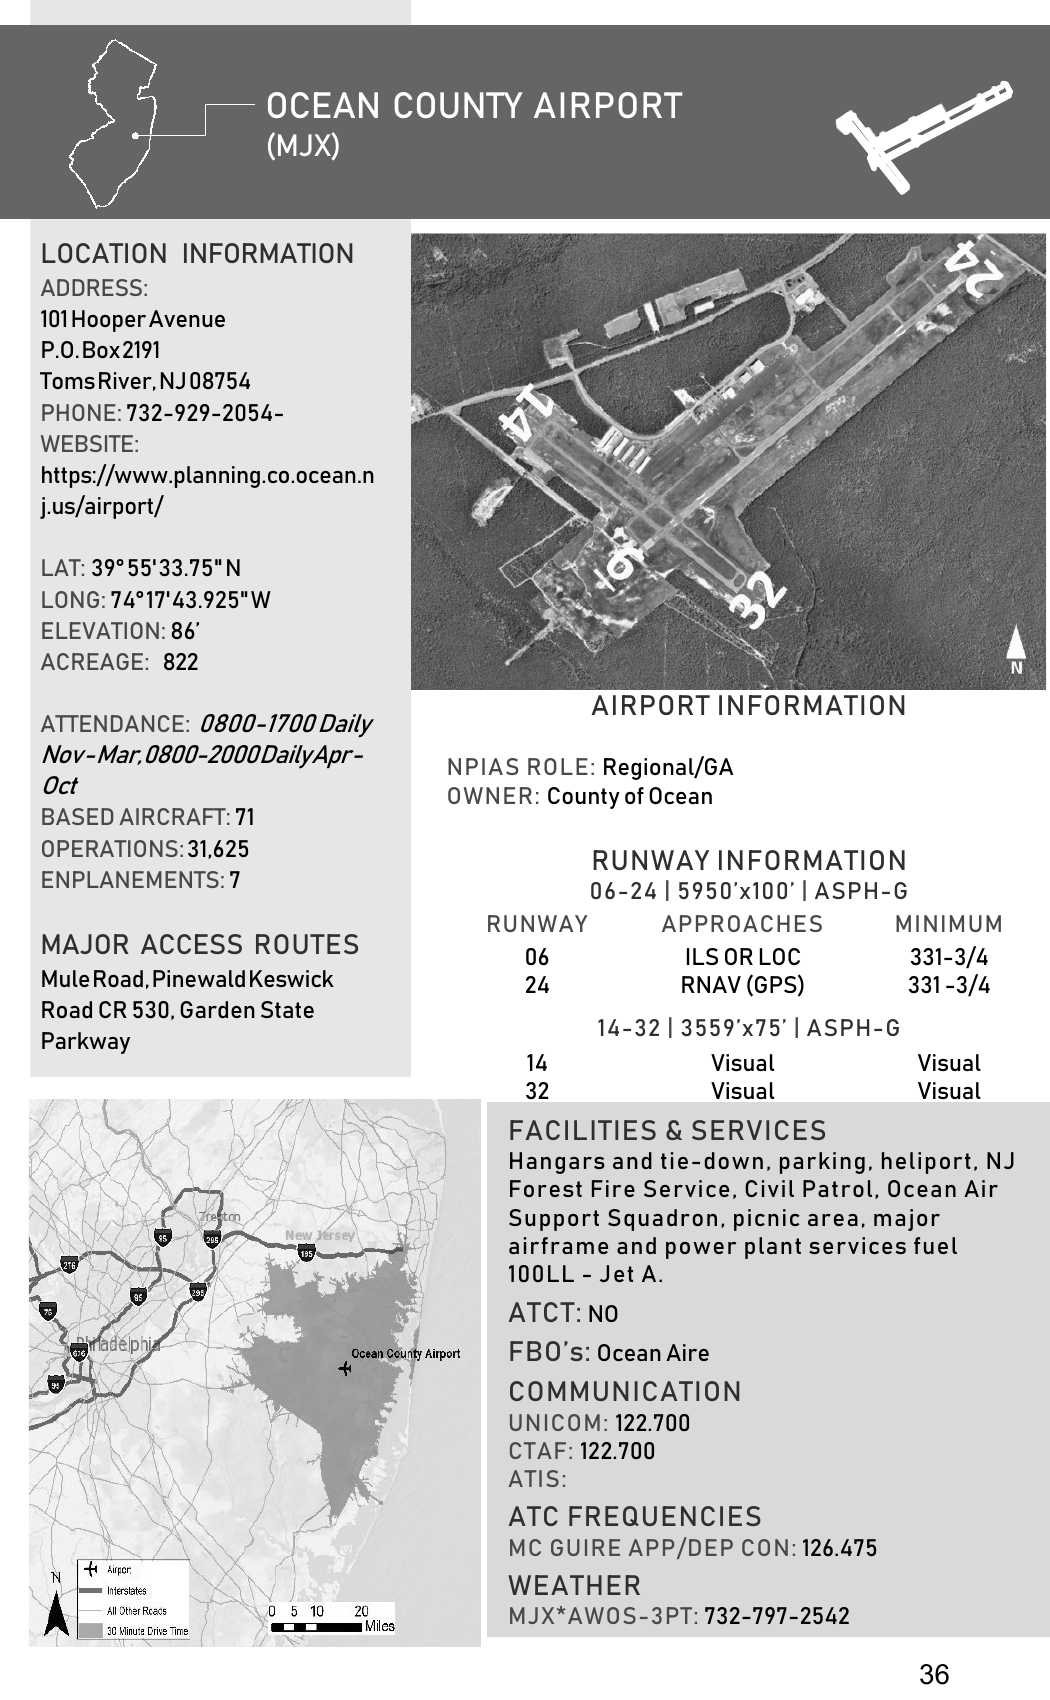 OCEAN COUNTY AIRPORT
(MJX)
LOCATION INFORMATION
ADDRESS:
101 Hooper Avenue
P.O. Box 2191
Toms River, NJ 08754
PHONE: 732-929-2054-
WEBSITE:
https://www.planning.co.ocean.n
j.us/airport/
LAT: 39°55'33.75" N
LONG: 74°17'43.925" W
ELEVATION: 86’
ACREAGE: 822
ATTENDANCE: 0800-1700 Daily
Nov-Mar, 0800-2000 Daily Apr-
Oct
BASED AIRCRAFT: 71
OPERATIONS: 31,625
ENPLANEMENTS: 7
MAJOR ACCESS ROUTES
Mule Road, Pinewald Keswick
Road CR 530, Garden State
Parkway
24
14
6
32
N
AIRPORT INFORMATION
NPIAS ROLE: Regional/GA
OWNER: County of Ocean
RUNWAY INFORMATION
06-24 | 5950’x100’ | ASPH-G
RUNWAY APPROACHES MINIMUM
06 ILS OR LOC 331-3/4
24 RNAV (GPS) 331 -3/4
14-32 | 3559’x75’ | ASPH-G
14 Visual Visual
32 Visual Visual
Trenton
New Jersey
95
295
195
276
95
295
76
Philadelphia
676
95
Ocean County Airport
N
Airport
Interstates
All Other Roads
30 Minute Drive Time
0 5 10 20
Miles
FACILITIES & SERVICES
Hangars and tie-down, parking, heliport, NJ
Forest Fire Service, Civil Patrol, Ocean Air
Support Squadron, picnic area, major
airframe and power plant services fuel
100LL - Jet A.
ATCT: NO
FBO’s: Ocean Aire
COMMUNICATION
UNICOM: 122.700
CTAF: 122.700
ATIS:
ATC FREQUENCIES
MC GUIRE APP/DEP CON: 126.475
WEATHER
MJX*AWOS-3PT: 732-797-2542
36